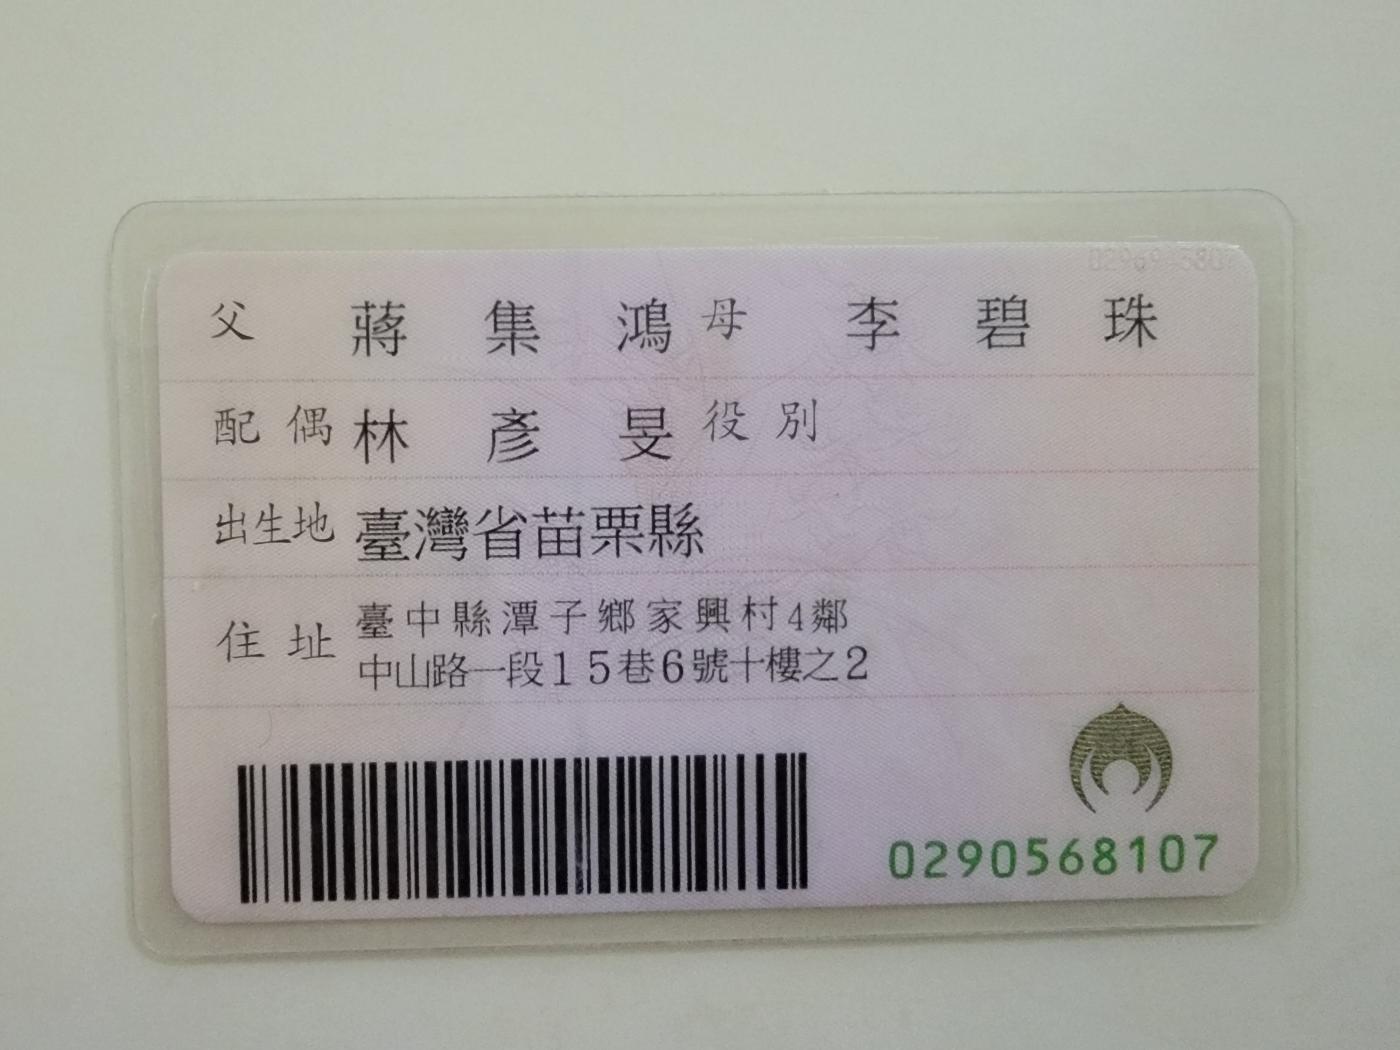 父 蔣集鴻 母 李碧珠
配偶 林彥旻 役別
出生地 臺灣省苗栗縣
住址 臺中縣潭子鄉家興村4鄰
中山路一段15巷6號十樓之2
0290568107